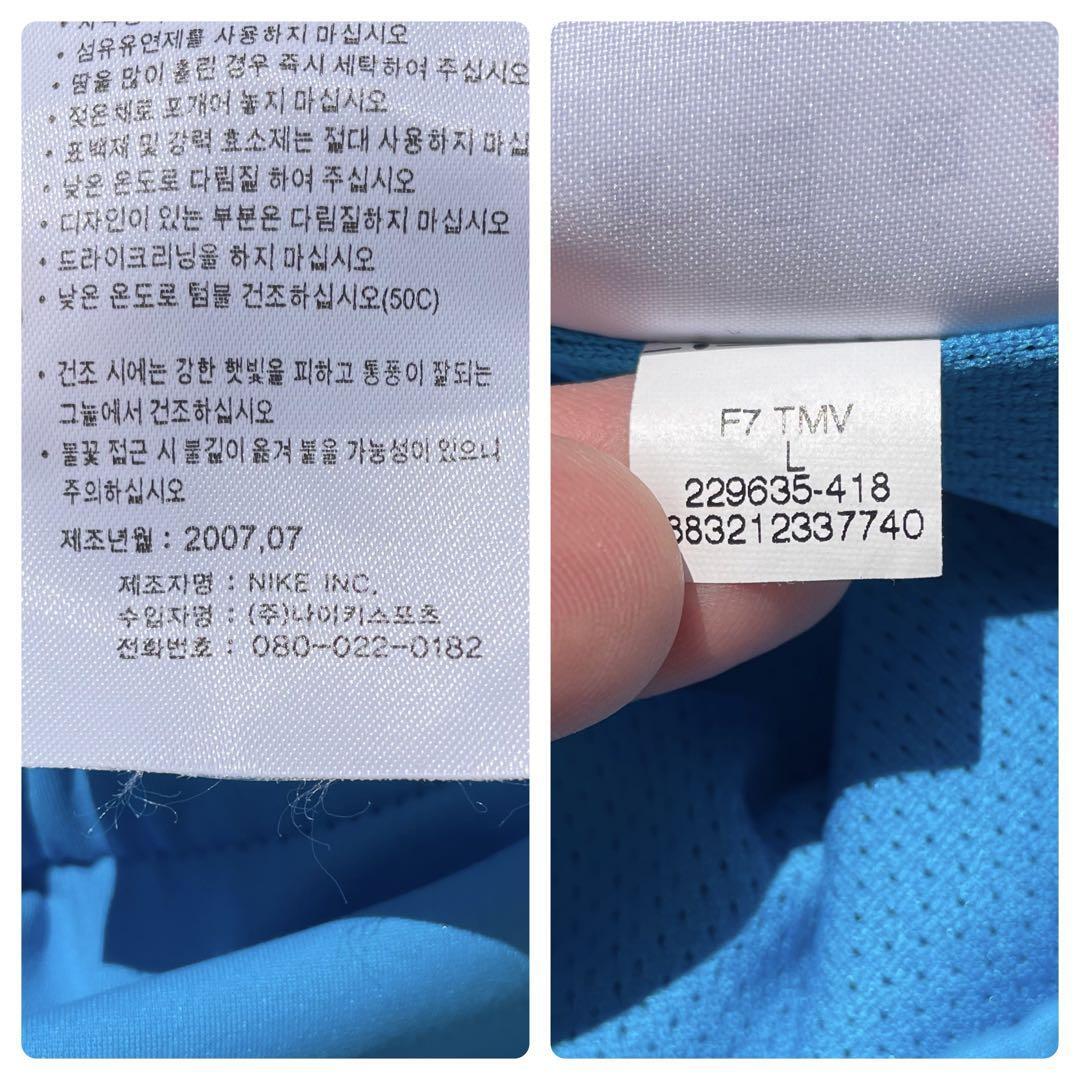 • 섬유유연제를 사용하지 마십시오
• 땀을 많이 흘린 경우 즉시 세탁하여 주십시오
• 젖은채로 포개어 놓지 마십시오
• 표백제 및 강력 효소제는 절대 사용하지 마십
• 낮은 온도로 다림질 하여 주십시오
• 디자인이 있는 부분은 다림질하지 마십시오
• 드라이크리닝을 하지 마십시오
• 낮은 온도로 텀블 건조하십시오(50C)
• 건조 시에는 강한 햇빛을 피하고 통풍이 잘되는
그늘에서 건조하십시오
• 불꽃 접근 시 불길이 옮겨 붙을 가능성이 있으니
주의하십시오
제조년월 : 2007,07
제조자명 : NIKE INC,
수입자명 : (주)나이키스포츠
전화번호 : 080-022-0182
F7 TMV
L
229635-418
883212337740